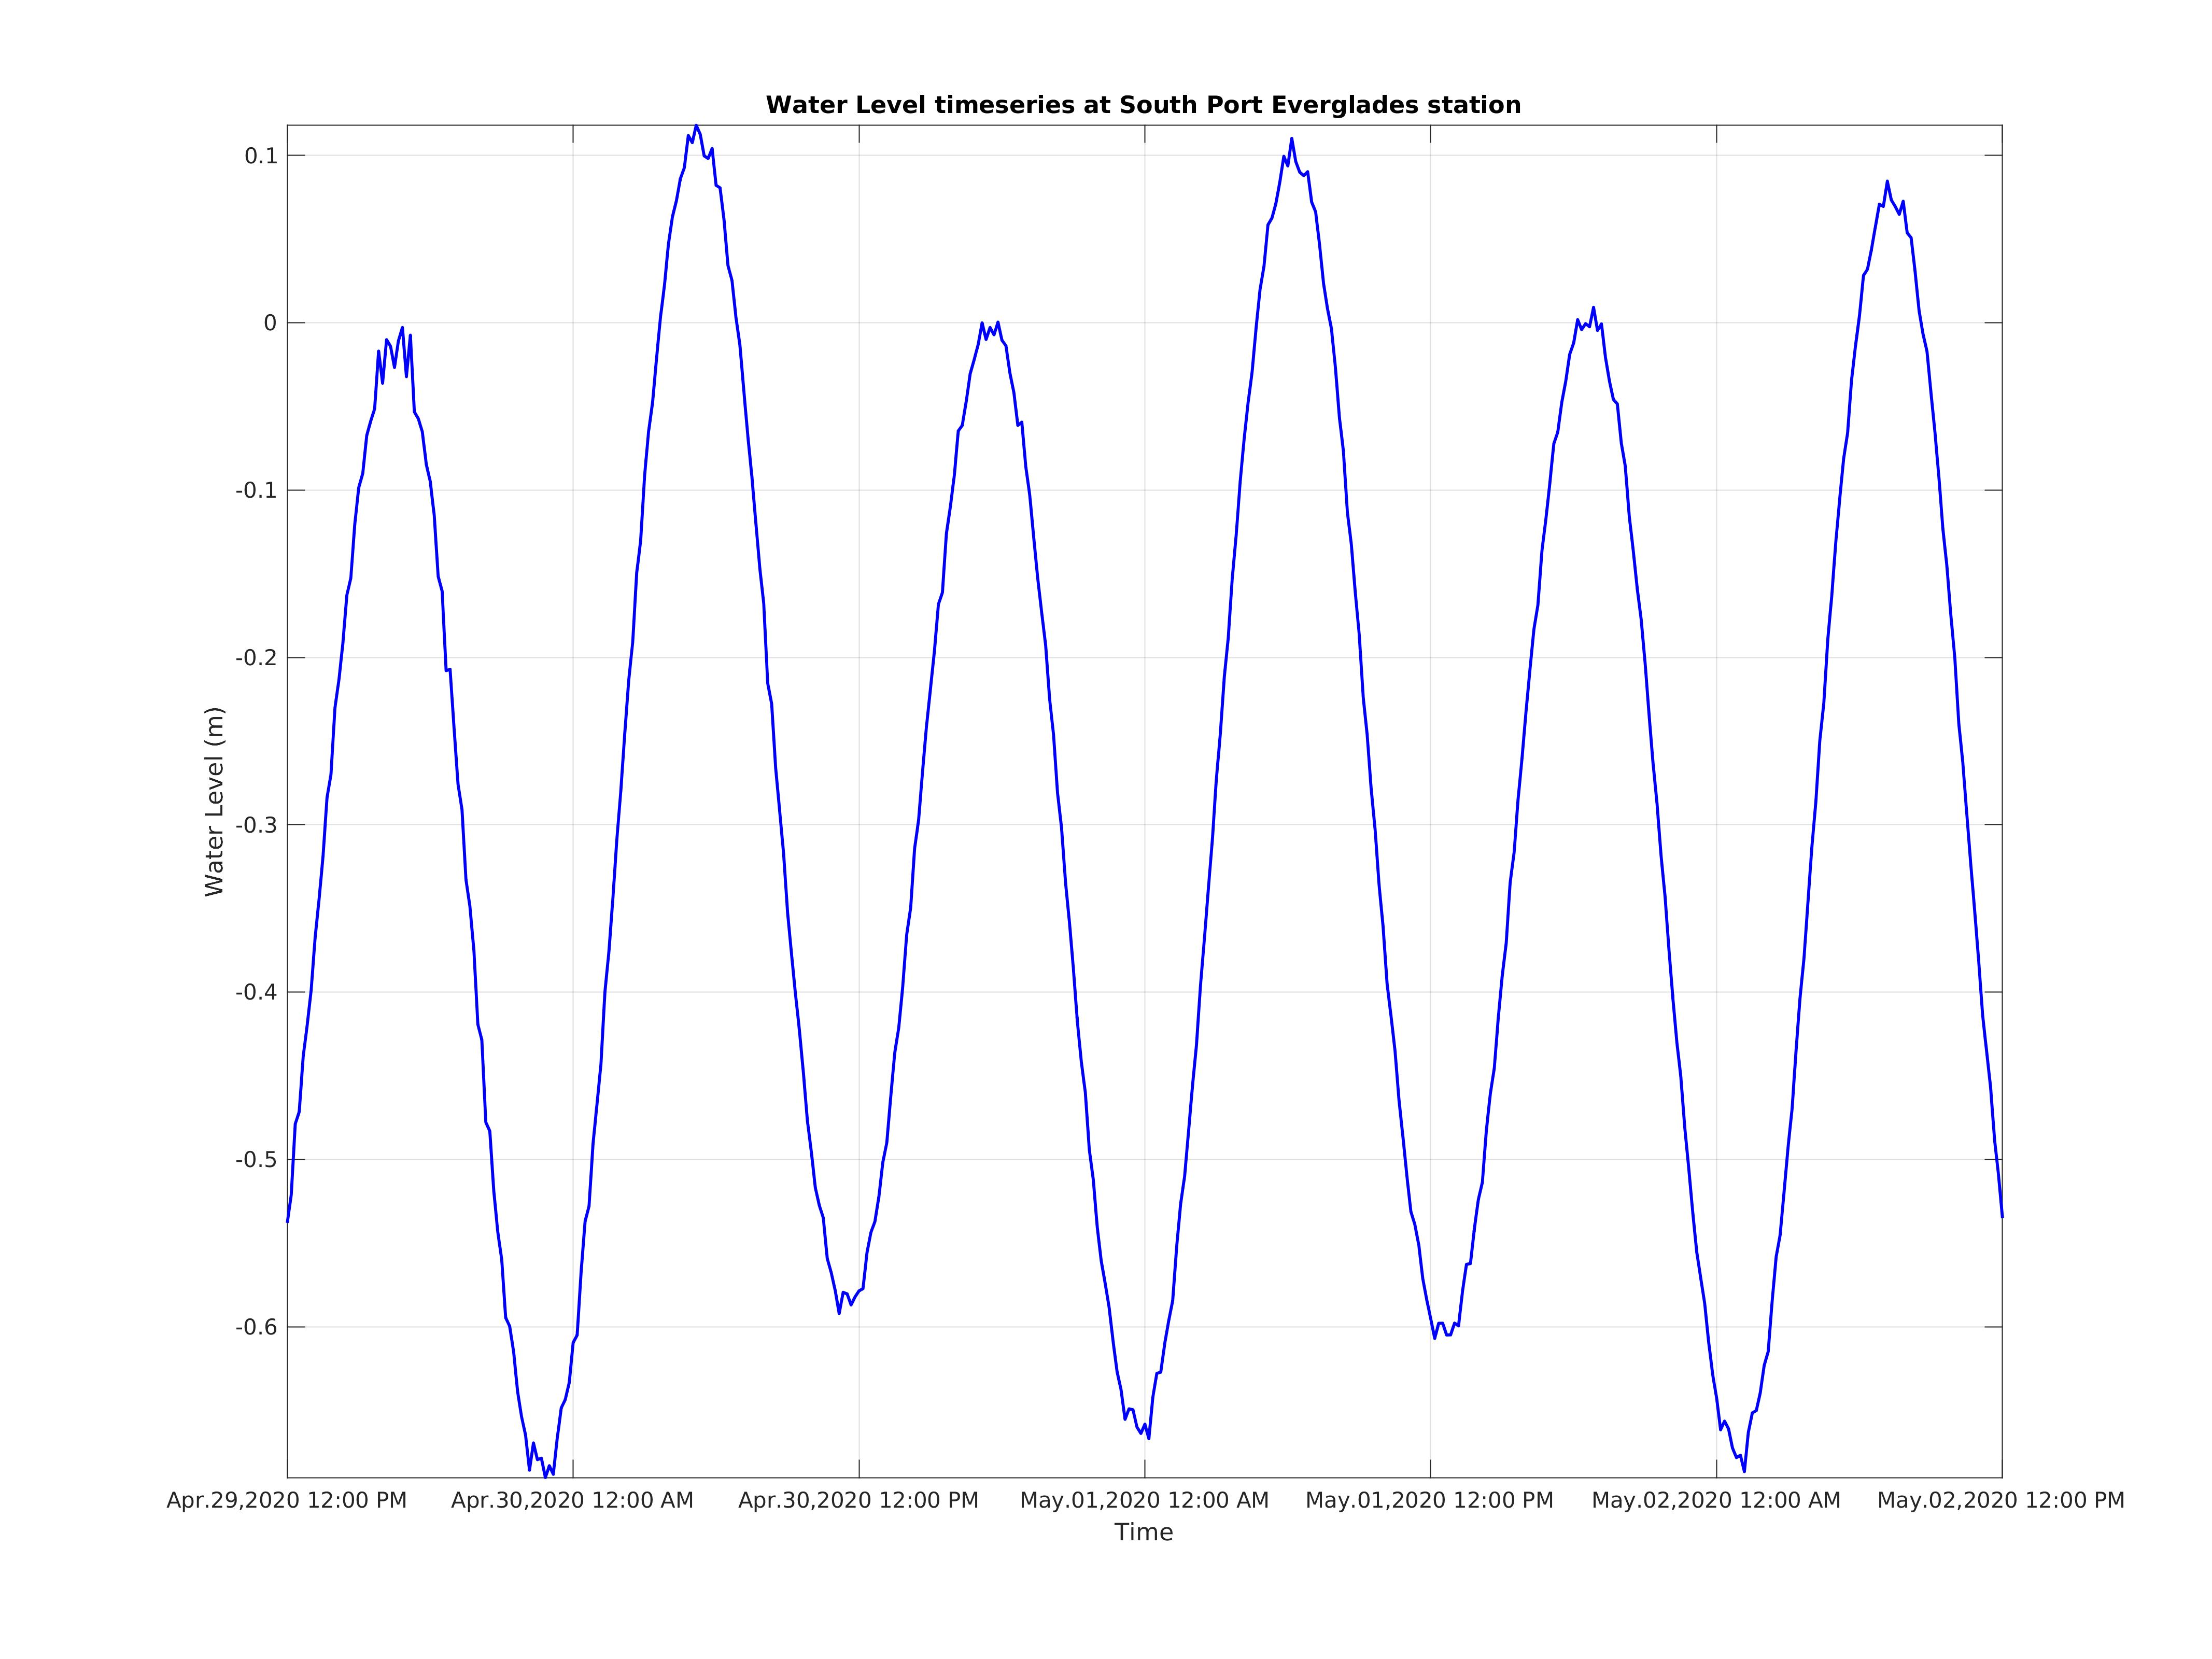 Water Level timeseries at South Port Everglades station
0.1
0
-0.1
-0.2
-0.3
-0.4
-0.5
-0.6
Water Level (m)
Apr.29,2020 12:00 PM Apr.30,2020 12:00 AM Apr.30,2020 12:00 PM May.01,2020 12:00 AM May.01,2020 12:00 PM May.02,2020 12:00 AM May.02,2020 12:00 PM
Time